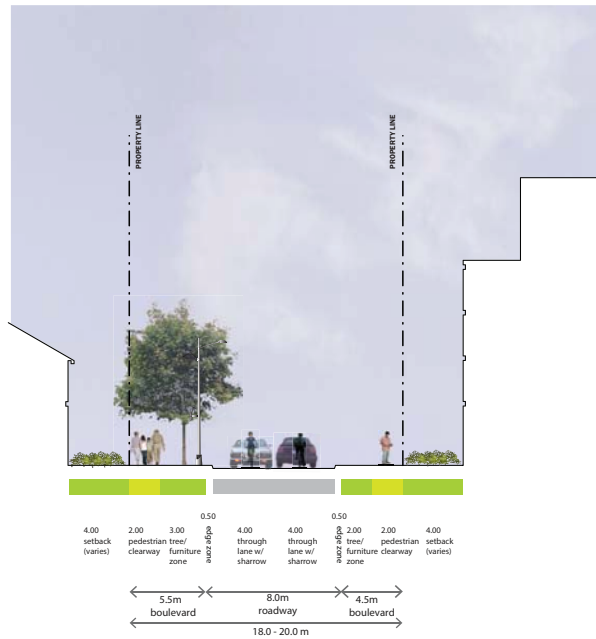 PROPERTY LINE
PROPERTY LINE
4.00
setback
(varies)
2.00
pedestrian
clearway
3.00
tree/
furniture
zone
0.50
edge zone
4.00
through
lane w/
sharrow
4.00
through
lane w/
sharrow
0.50
edge zone
2.00
tree/
furniture
zone
2.00
pedestrian
clearway
4.00
setback
(varies)
5.5m
boulevard
8.0m
roadway
4.5m
boulevard
18.0 - 20.0 m